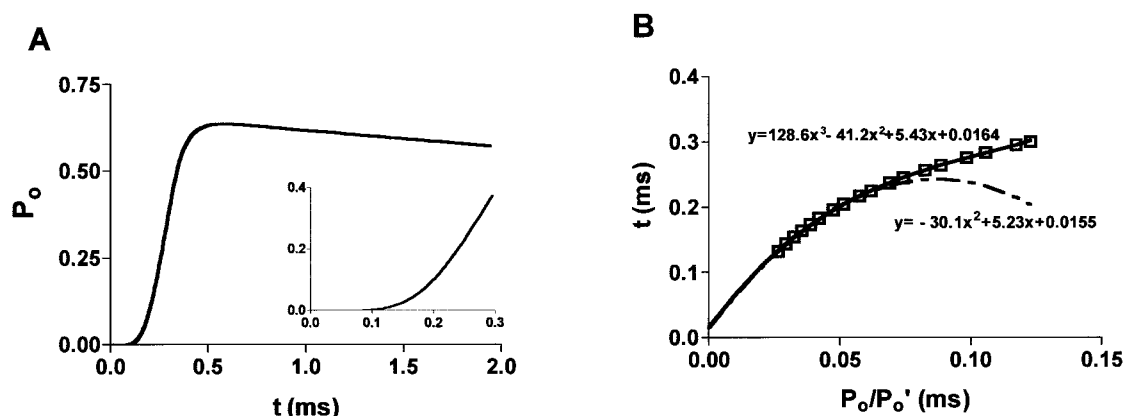 A
0.75
0.50
0.25
0.00
Po
0.0 0.5 1.0 1.5 2.0
t (ms)
0.4
0.2
0.0
0.0 0.1 0.2 0.3
B
0.4
0.3
0.2
0.1
0.0
t (ms)
y=128.6x³- 41.2x²+5.43x+0.0164
y= - 30.1x²+5.23x+0.0155
0.00 0.05 0.10 0.15
Po/Po' (ms)